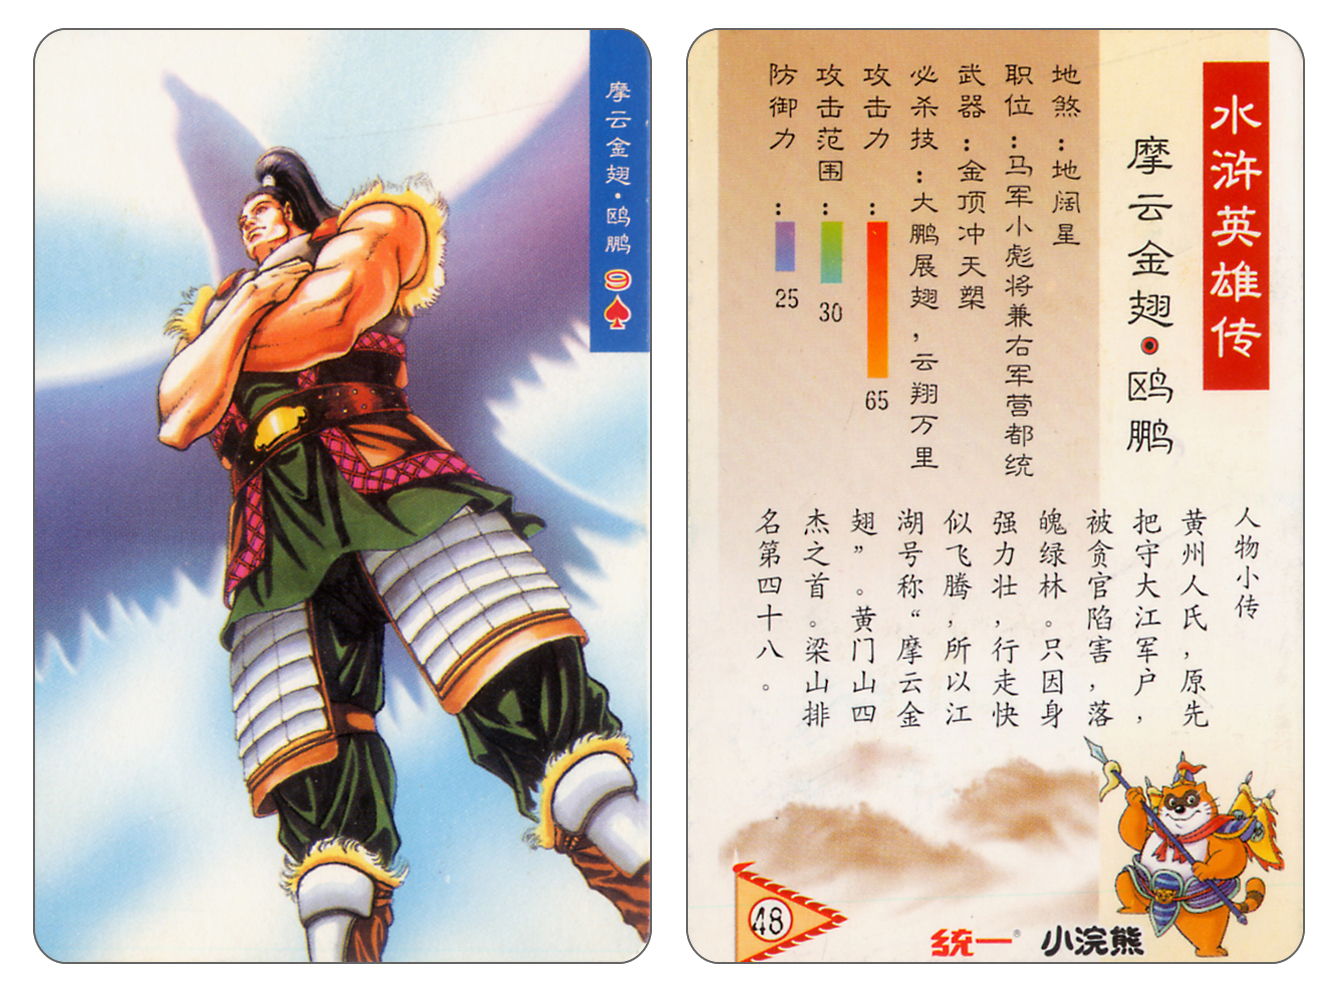 摩云金翅·鸥鹏 9
水浒英雄传
摩云金翅·鸥鹏
地煞:地阔星
职位:马军小彪将兼右军营都统
武器:金顶冲天槊
必杀技:大鹏展翅,云翔万里
攻击力:65
攻击范围:30
防御力:25
人物小传
黄州人氏,原先
把守大江军户,
被贪官陷害,落
魄绿林。只因身
强力壮,行走快
似飞腾,所以江
湖号称“摩云金
翅”。黄门山四
杰之首。梁山排
名第四十八。
48
统一® 小浣熊